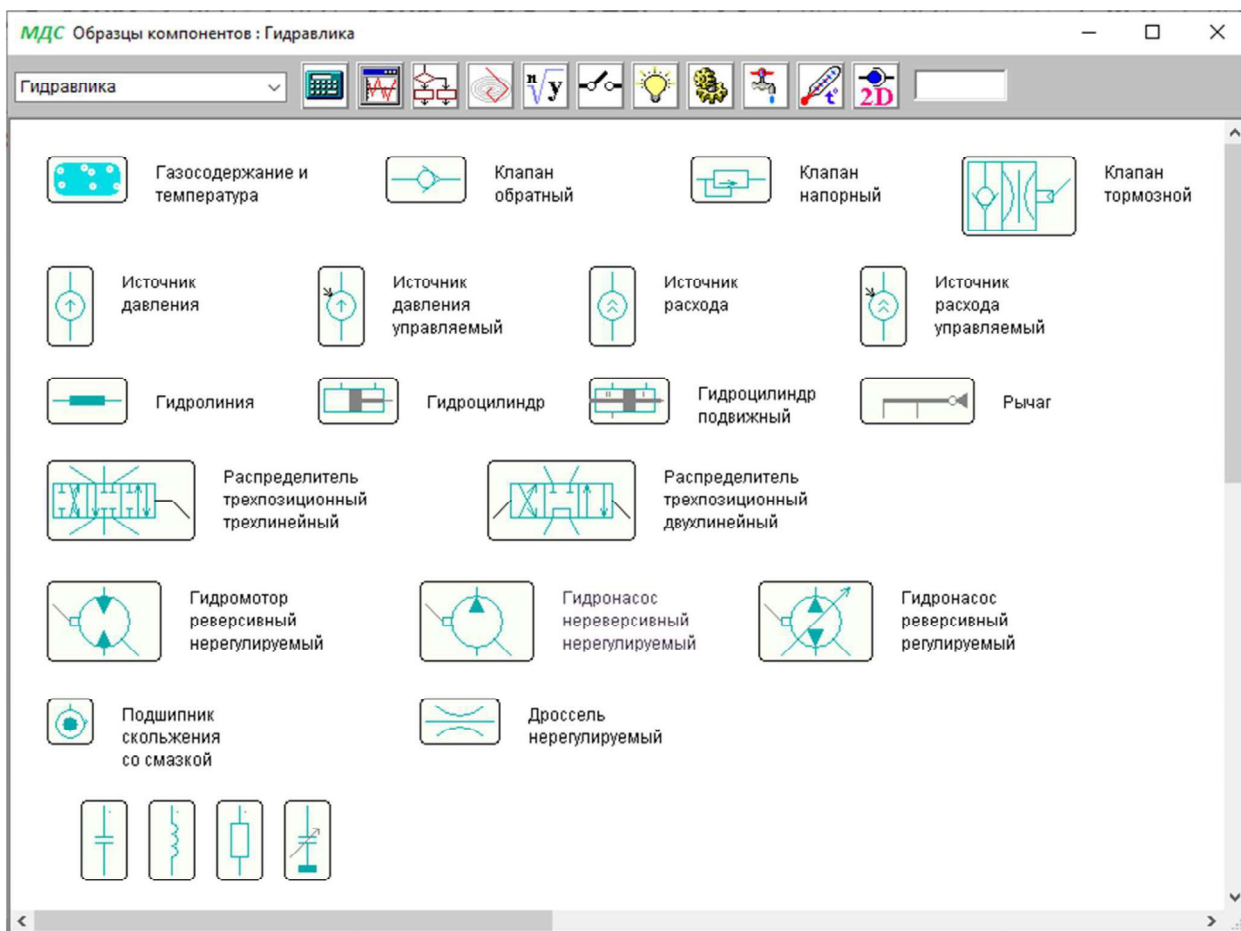 МДС Образцы компонентов : Гидравлика
Гидравлика
n√y
t°
2D
Газосодержание и
температура
Клапан
обратный
Клапан
напорный
Клапан
тормозной
Источник
давления
Источник
давления
управляемый
Источник
расхода
Источник
расхода
управляемый
Гидролиния
Гидроцилиндр
Гидроцилиндр
подвижный
Рычаг
Распределитель
трехпозиционный
трехлинейный
Распределитель
трехпозиционный
двухлинейный
Гидромотор
реверсивный
нерегулируемый
Гидронасос
нереверсивный
нерегулируемый
Гидронасос
реверсивный
регулируемый
Подшипник
скольжения
со смазкой
Дроссель
нерегулируемый